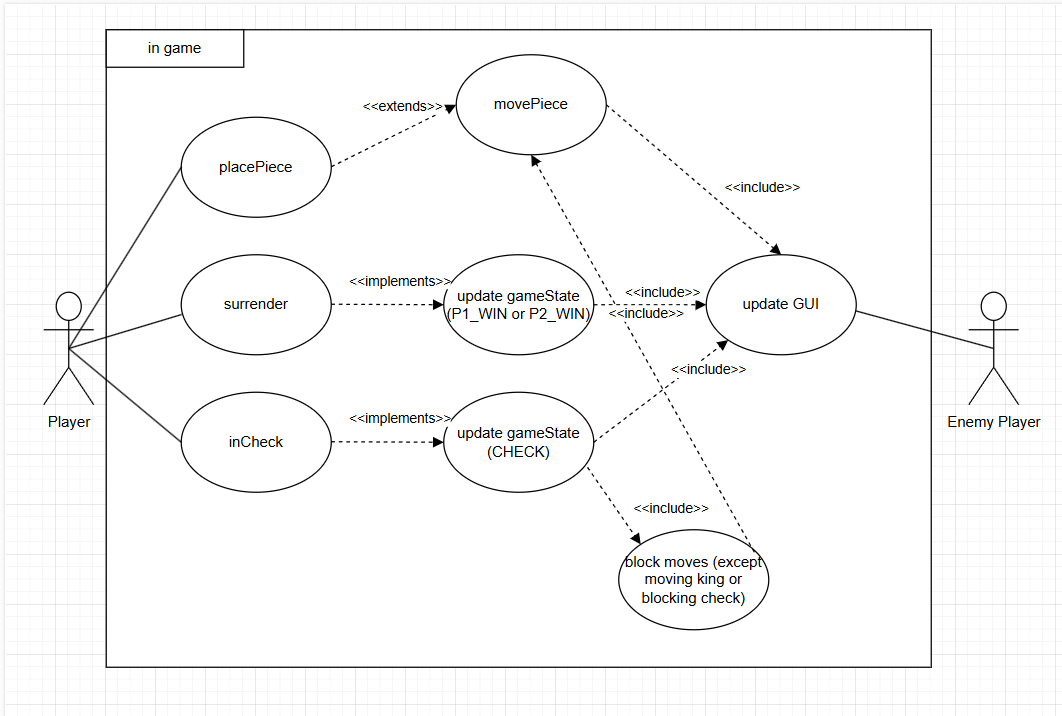 in game
movePiece
<<extends>>
placePiece
<<include>>
<<implements>>
surrender
update gameState
(P1_WIN or P2_WIN)
<<include>>
<<include>>
update GUI
<<include>>
Player
Enemy Player
<<implements>>
inCheck
update gameState
(CHECK)
<<include>>
block moves (except
moving king or
blocking check)